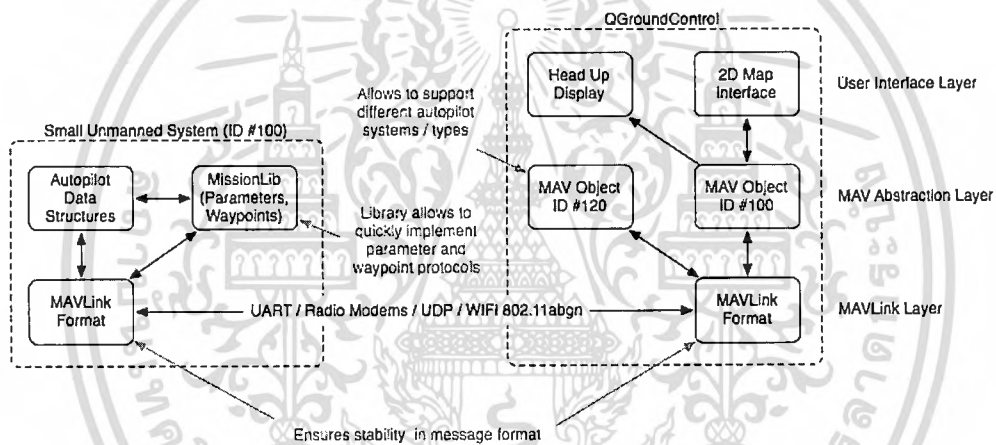 QGroundControl
Head Up
Display
2D Map
Interface
User Interface Layer
Allows to support
different autopilot
systems / types
Small Unmanned System (ID #100)
Autopilot
Data
Structures
MissionLib
(Parameters,
Waypoints)
MAV Object
ID #120
MAV Object
ID #100
MAV Abstraction Layer
Library allows to
quickly implement
parameter and
waypoint protocols
MAVLink
Format
UART / Radio Modems / UDP / WIFI 802.11abgn
MAVLink
Format
MAVLink Layer
Ensures stability in message format